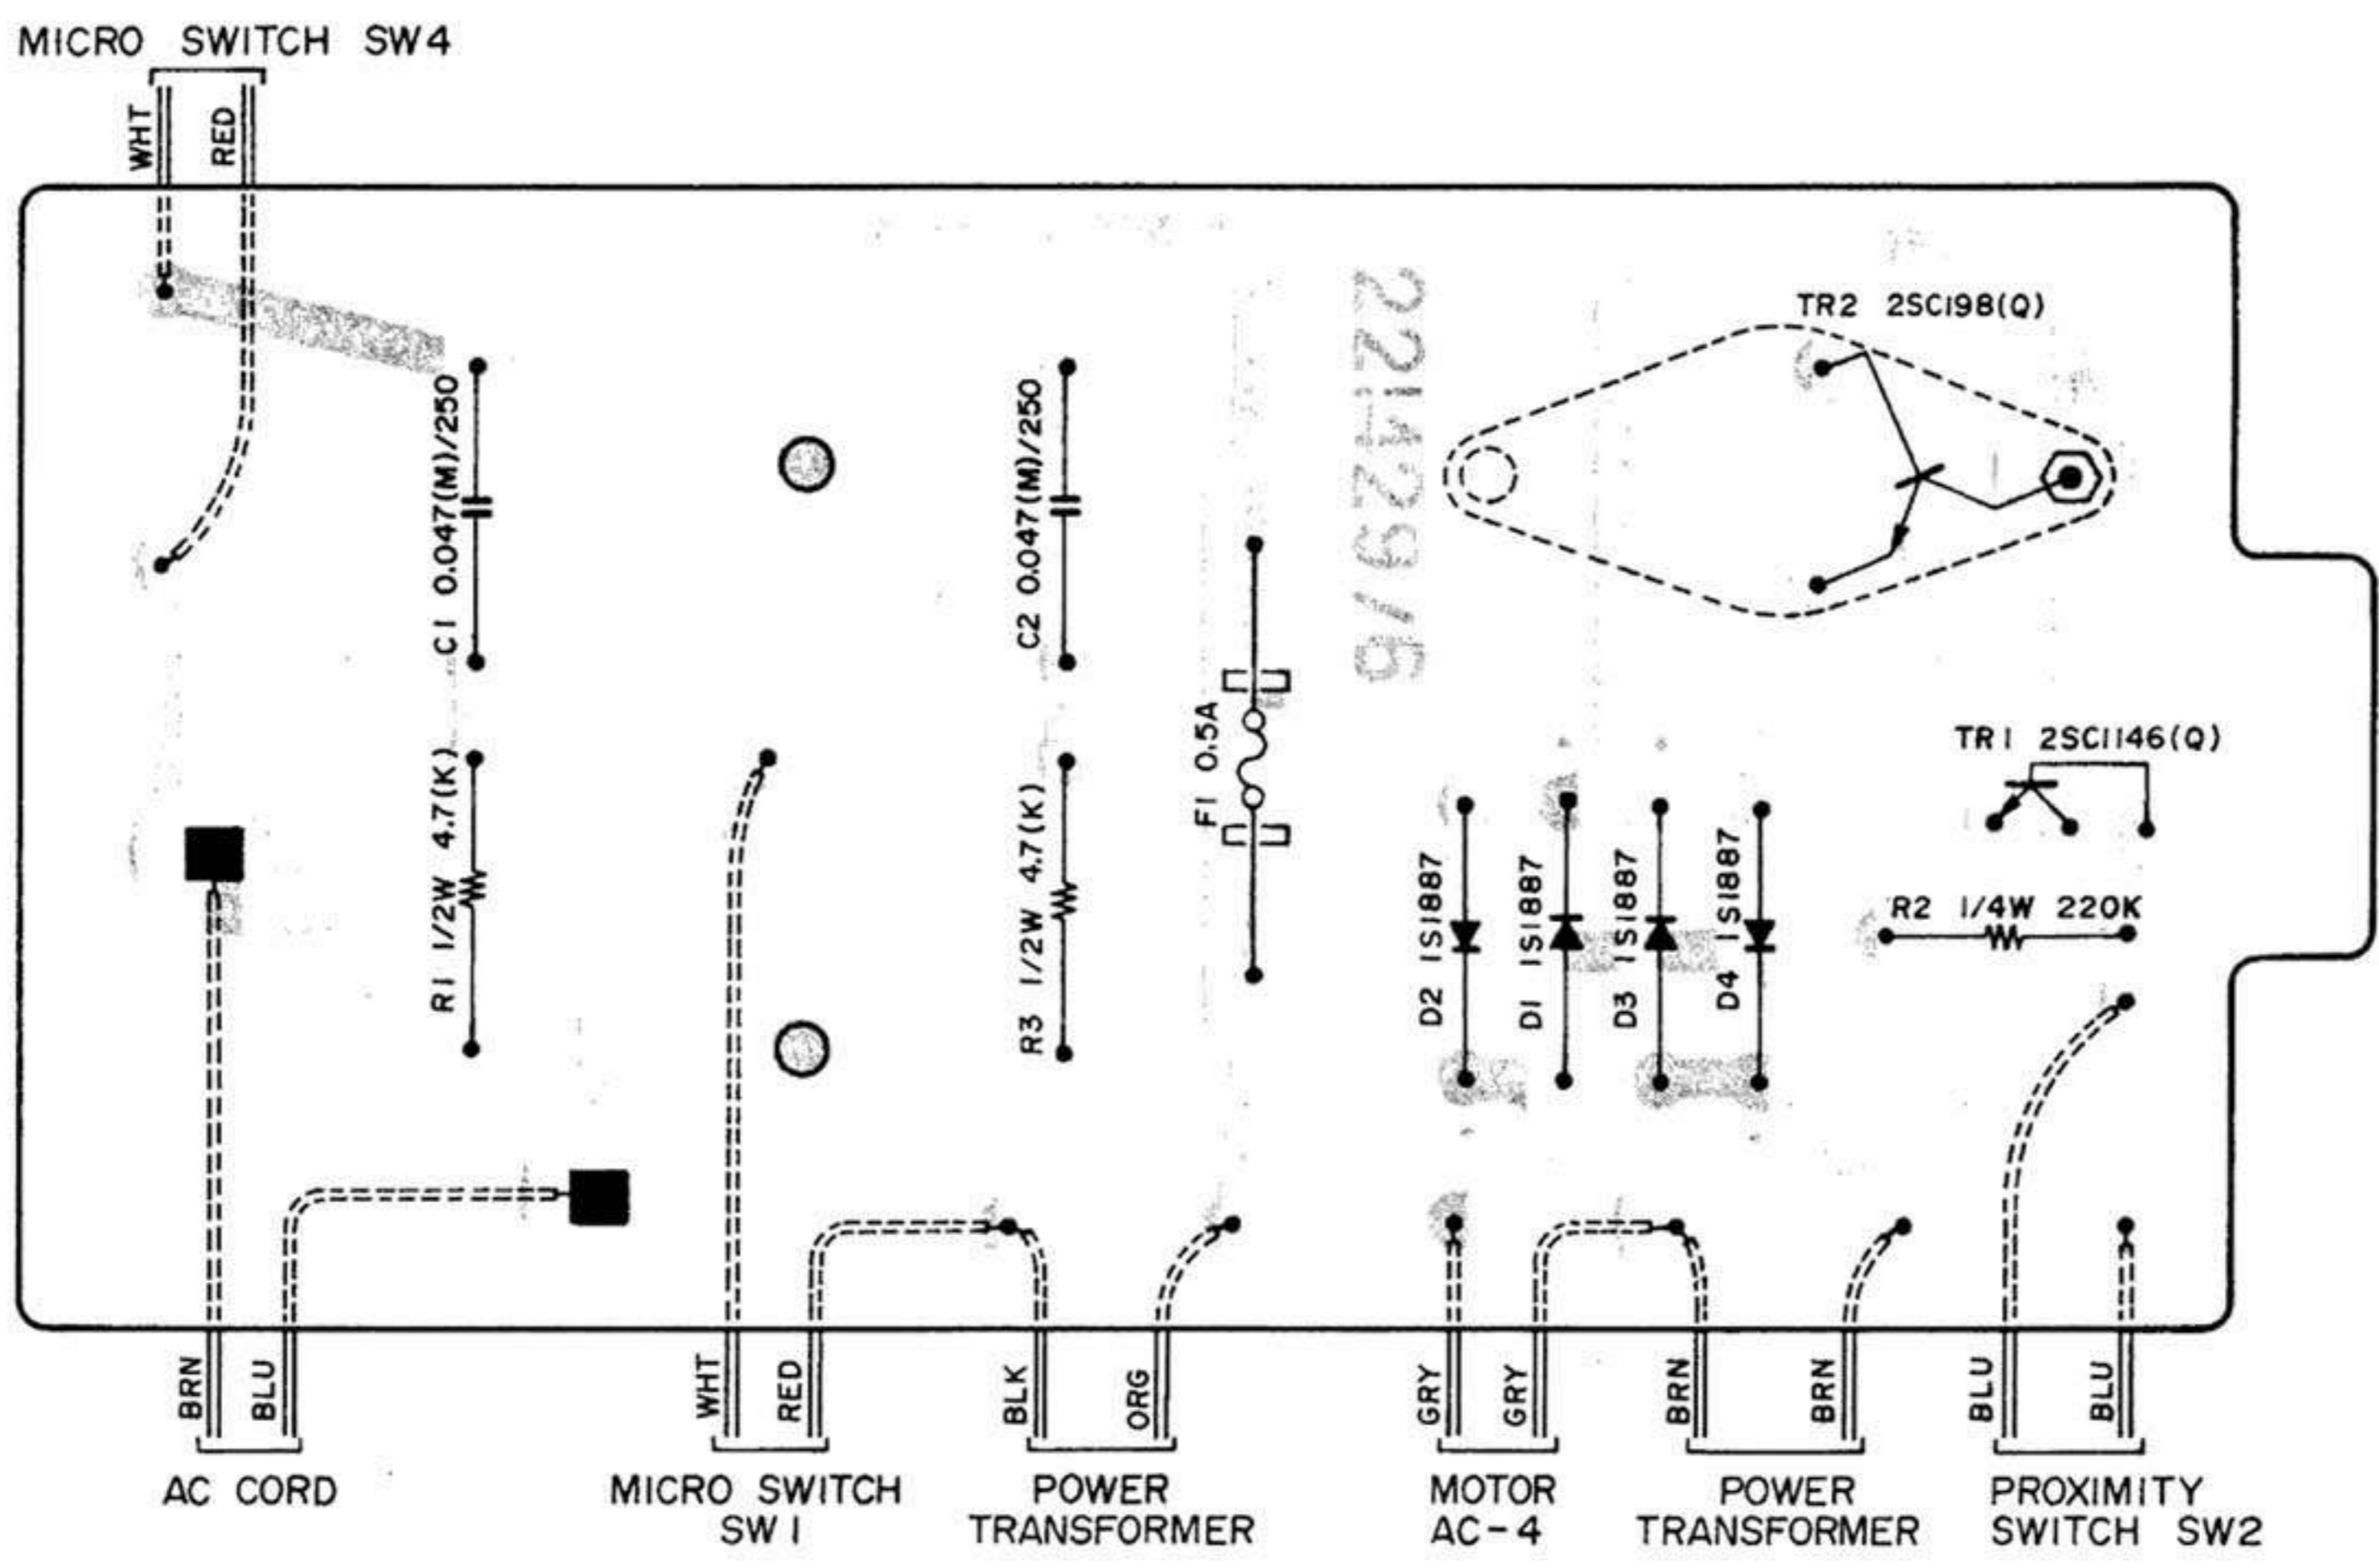 MICRO SWITCH SW4
WHT
RED
TR2 2SC198(Q)
C1 0.047(M)/250
C2 0.047(M)/250
F1 0.5A
TR1 2SC1146(Q)
R1 1/2W 4.7(K)
R3 1/2W 4.7(K)
D2 1S1887
D1 1S1887
D3 1S1887
D4 1S1887
R2 1/4W 220K
BRN
BLU
WHT
RED
BLK
ORG
GRY
GRY
BRN
BRN
BLU
BLU
AC CORD
MICRO SWITCH
SW1
POWER
TRANSFORMER
MOTOR
AC-4
POWER
TRANSFORMER
PROXIMITY
SWITCH SW2